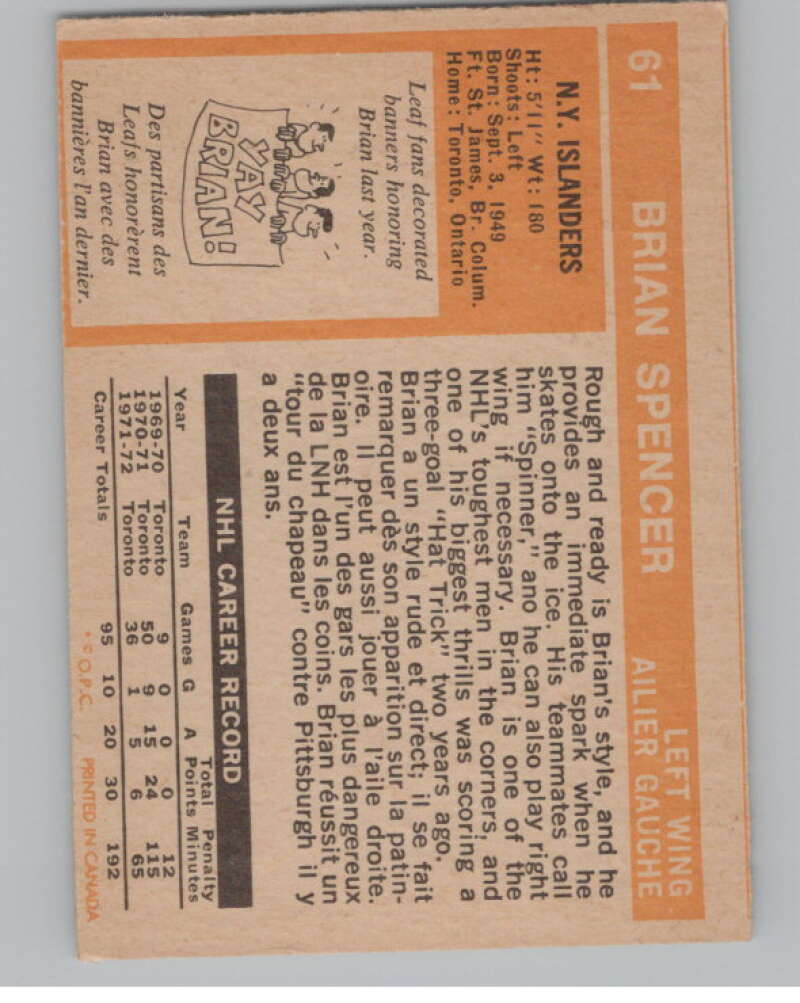 61 BRIAN SPENCER LEFT WING
AILIER GAUCHE
N.Y. ISLANDERS
Ht: 5'11" Wt: 180
Shoots: Left
Born: Sept. 3, 1949
Ft. St. James, Br. Colum.
Home: Toronto, Ontario
Leaf fans decorated
banners honoring
Brian last year.
YAY
BRIAN!
Des partisans des
Leafs honorèrent
Brian avec des
bannières l'an dernier.
Rough and ready is Brian's style, and he
provides an immediate spark when he
skates onto the ice. His teammates call
him "Spinner," ano he can also play right
wing if necessary. Brian is one of the
NHL's toughest men in the corners, and
one of his biggest thrills was scoring a
three-goal "Hat Trick" two years ago.
Brian a un style rude et direct; il se fait
remarquer dès son apparition sur la patin-
oire. Il peut aussi jouer à l'aile droite.
Brian est l'un des gars les plus dangereux
de la LNH dans les coins. Brian réussit un
"tour du chapeau" contre Pittsburgh il y
a deux ans.
NHL CAREER RECORD
Total Penalty
Year Team Games G A Points Minutes
1969-70 Toronto 9 0 0 0 12
1970-71 Toronto 50 9 15 24 115
1971-72 Toronto 36 1 5 6 65
Career Totals 95 10 20 30 192
* © O.P.C. PRINTED IN CANADA